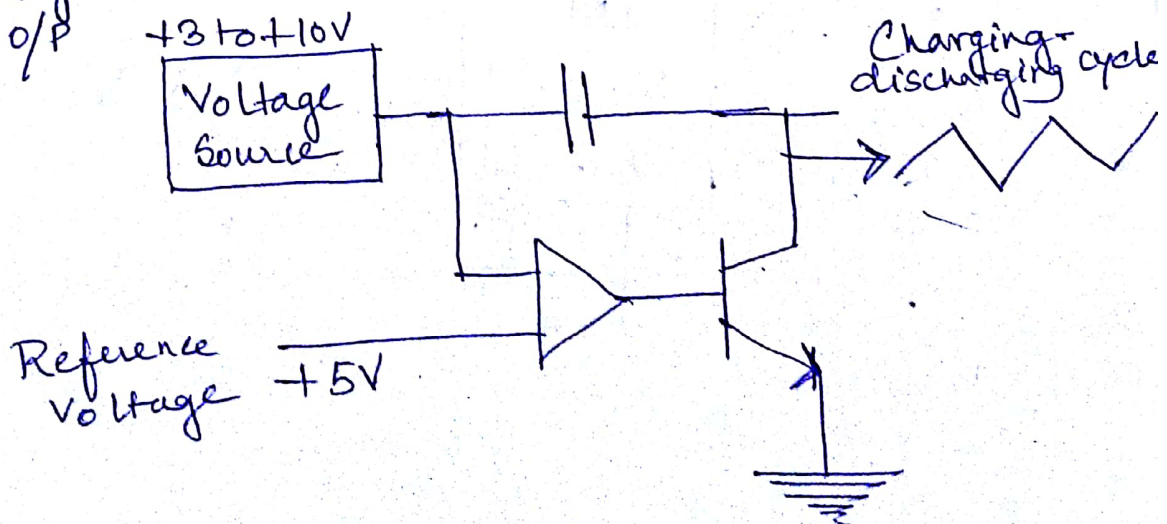 o/p
+3 to +10V
Voltage
Source
Charging-
discharging cycle
Reference
Voltage
+5V